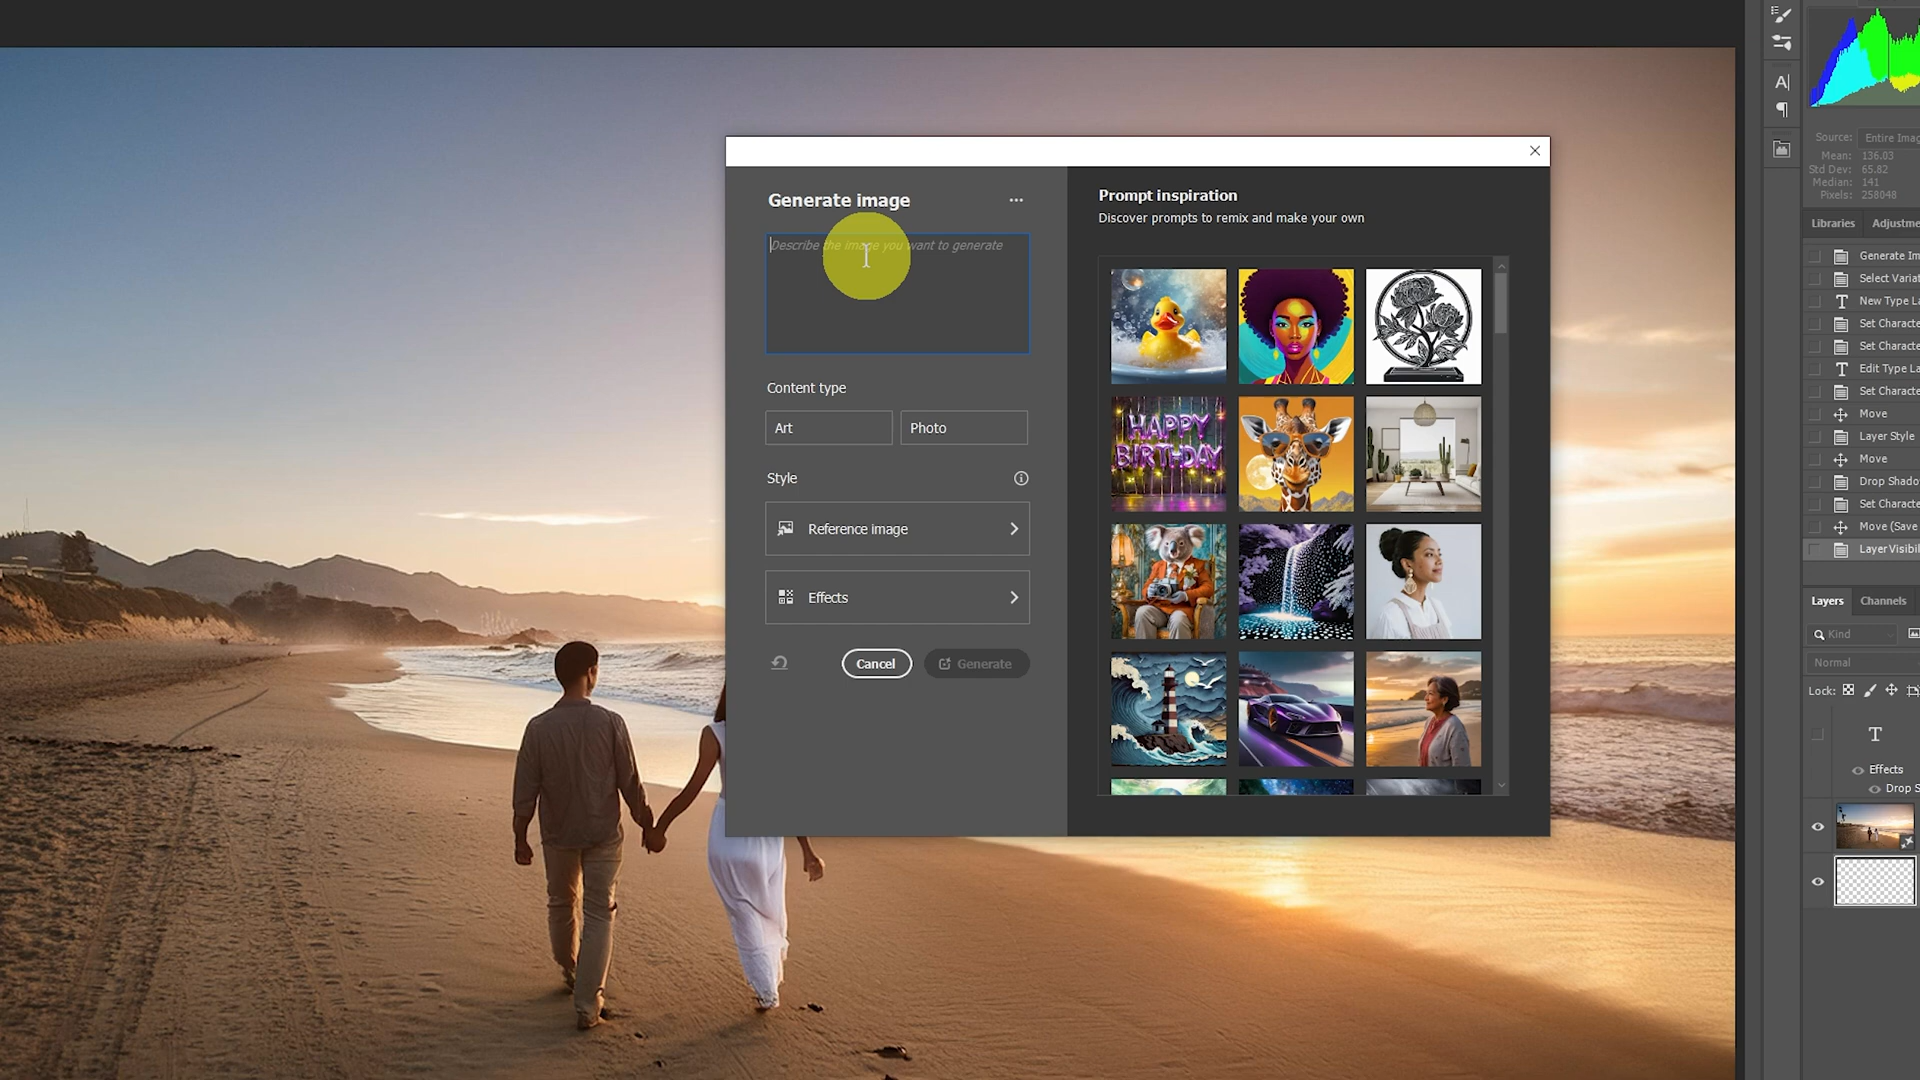 Generate image
Describe the image you want to generate
Content type
Art
Photo
Style
Reference image
Effects
Cancel
Generate
Prompt inspiration
Discover prompts to remix and make your own
HAPPY
BIRTHDAY
A
Source: Entire Imag
Mean: 136.03
Std Dev: 65.82
Median: 141
Pixels: 258048
Libraries Adjustme
Generate Im
Select Variat
T New Type La
Set Characte
Set Characte
T Edit Type La
Set Characte
Move
Layer Style
Move
Drop Shado
Set Characte
Move (Save
Layer Visibil
Layers Channels
Kind
Normal
Lock:
T
Effects
Drop S